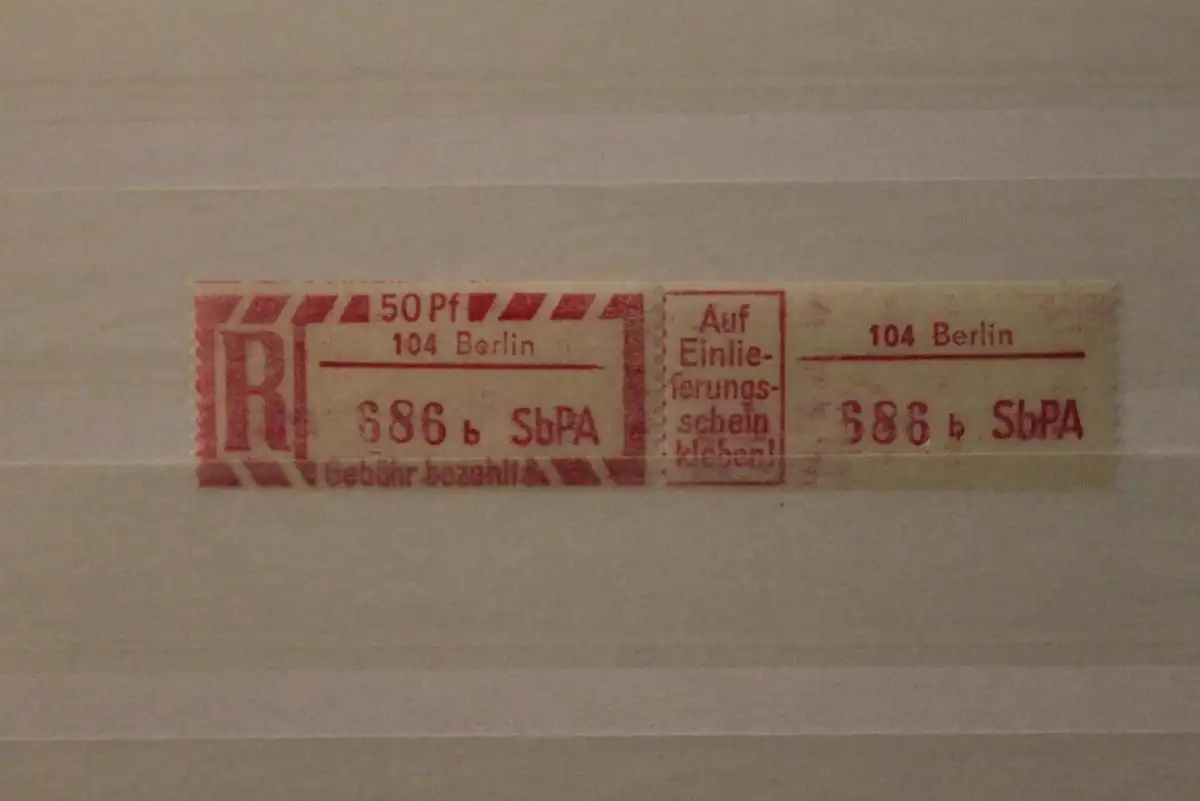 50 Pf
R
104 Berlin
686 b SbPA
Gebühr bezahlt
Auf
Einlie-
ferungs-
schein
kleben!
104 Berlin
686 b SbPA